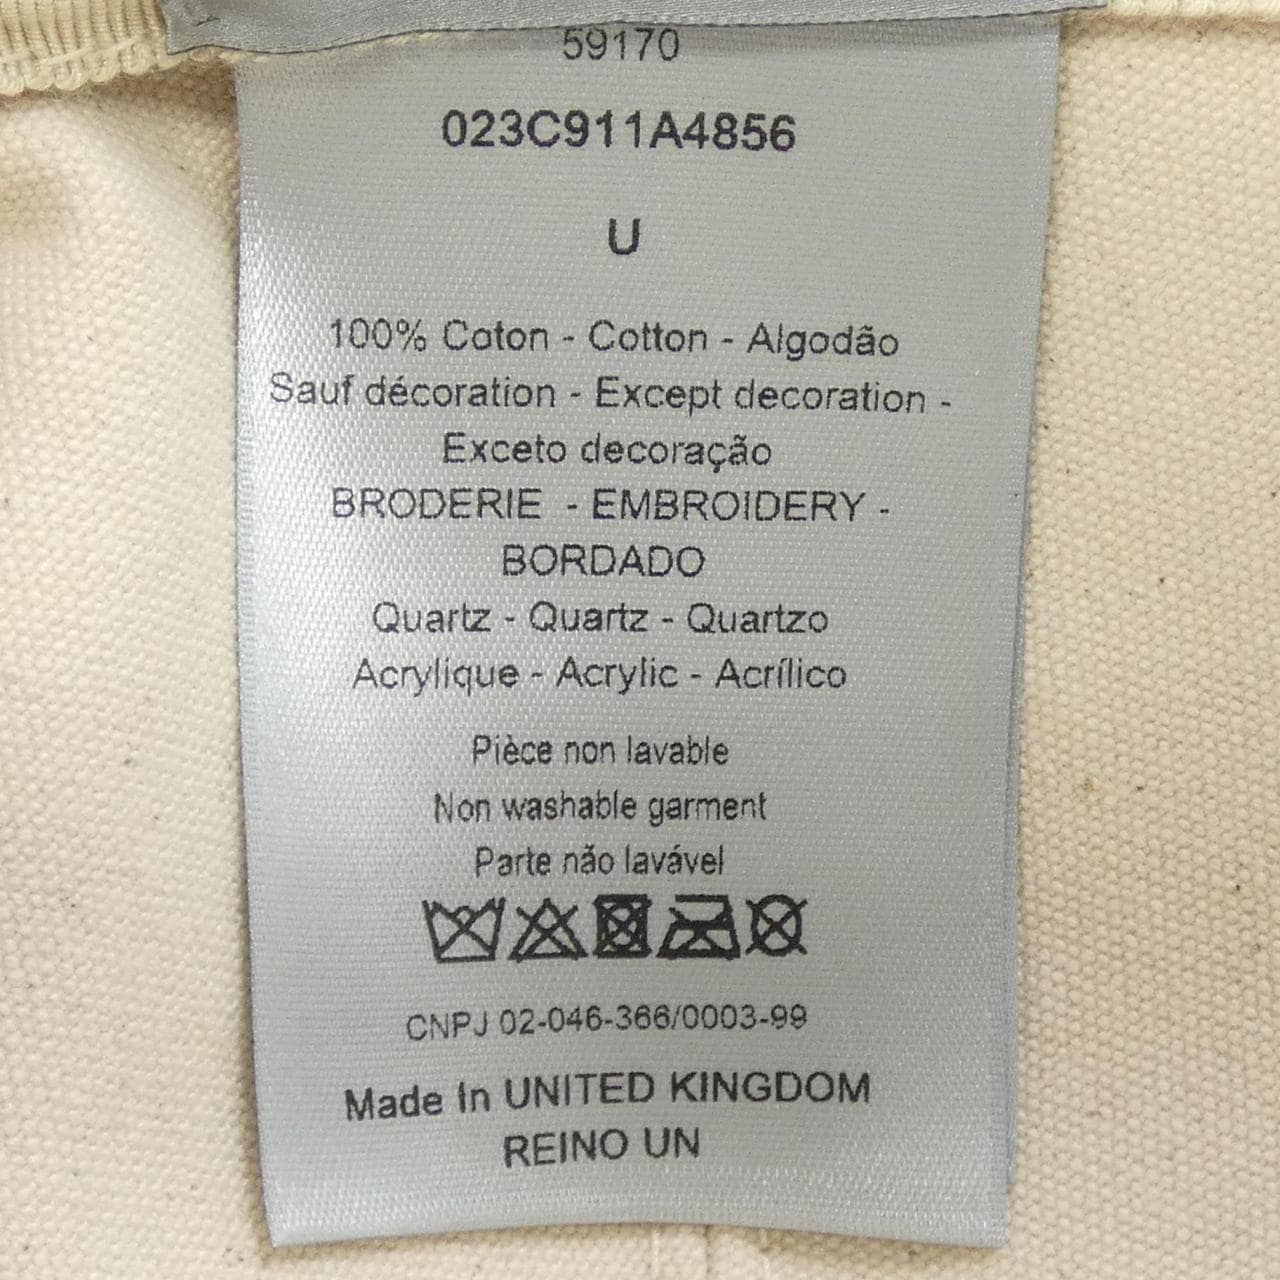 59170
023C911A4856
U
100% Coton - Cotton - Algodão
Sauf décoration - Except decoration -
Exceto decoração
BRODERIE - EMBROIDERY -
BORDADO
Quartz - Quartz - Quartzo
Acrylique - Acrylic - Acrílico
Pièce non lavable
Non washable garment
Parte não lavável
CNPJ 02-046-366/0003-99
Made In UNITED KINGDOM
REINO UN